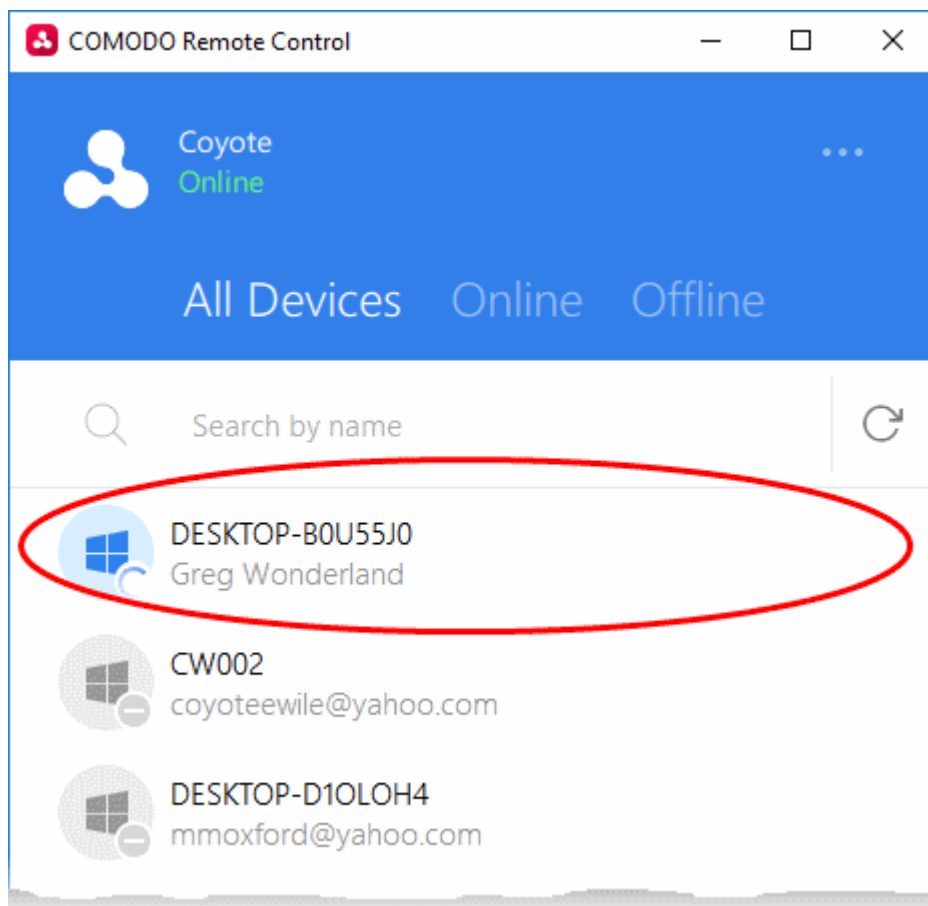 COMODO Remote Control
Coyote
Online
All Devices Online Offline
Search by name
DESKTOP-B0U55J0
Greg Wonderland
CW002
coyoteewile@yahoo.com
DESKTOP-D1OLOH4
mmoxford@yahoo.com